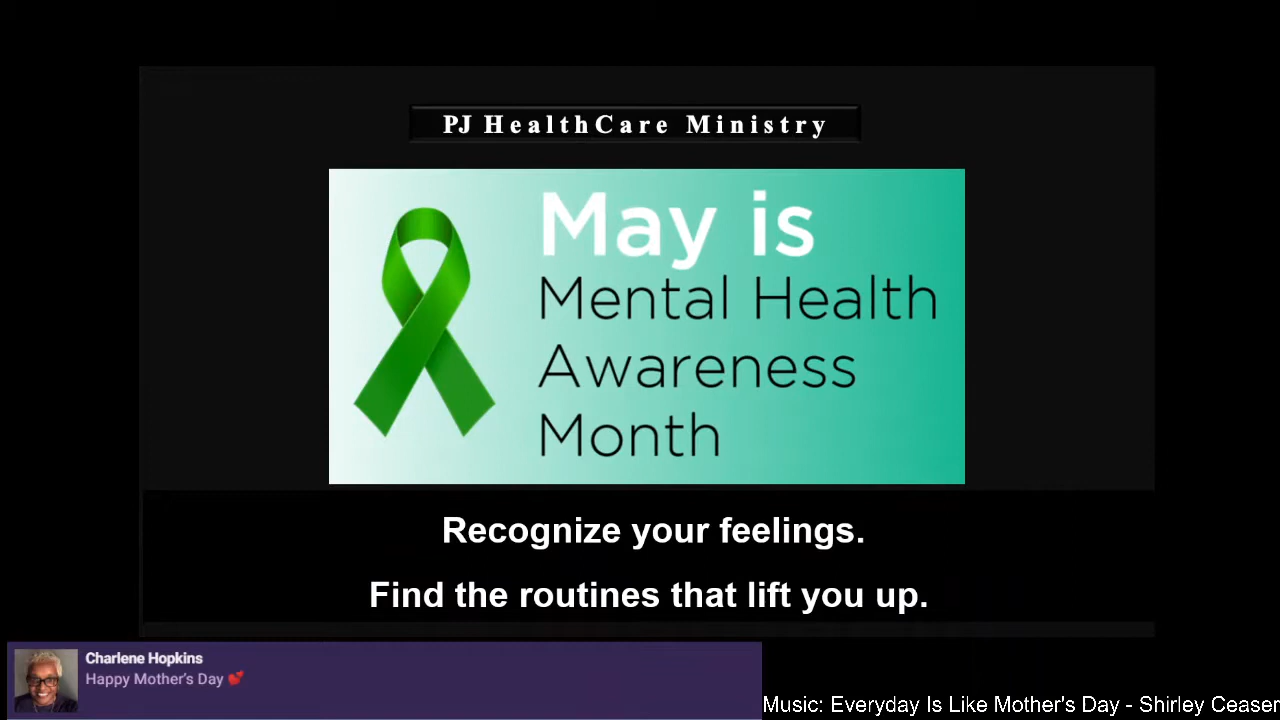 PJ HealthCare Ministry
May is
Mental Health
Awareness
Month
Recognize your feelings.
Find the routines that lift you up.
Charlene Hopkins
Happy Mother's Day 💕
Music: Everyday Is Like Mother's Day - Shirley Ceaser